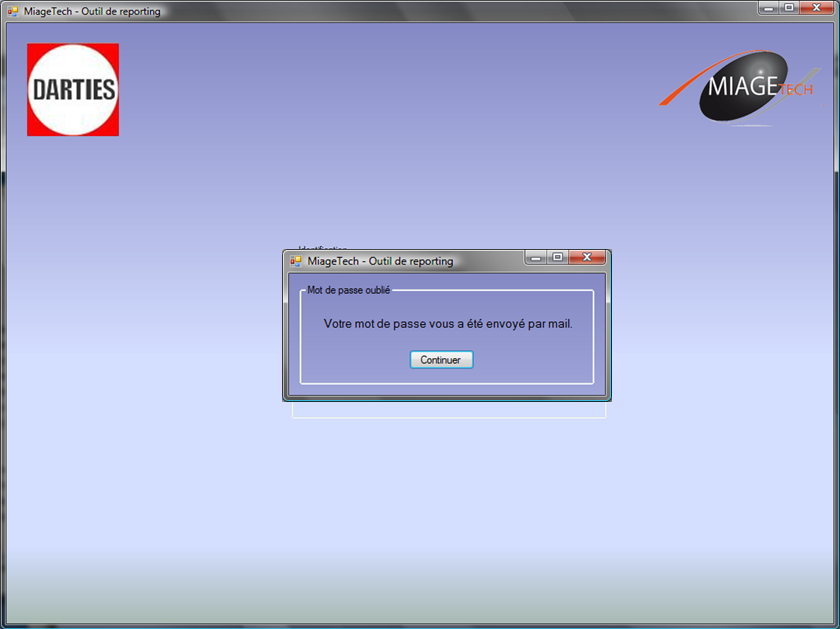 MiageTech - Outil de reporting
DARTIES
MIAGETECH
Identification
MiageTech - Outil de reporting
Mot de passe oublié
Votre mot de passe vous a été envoyé par mail.
Continuer